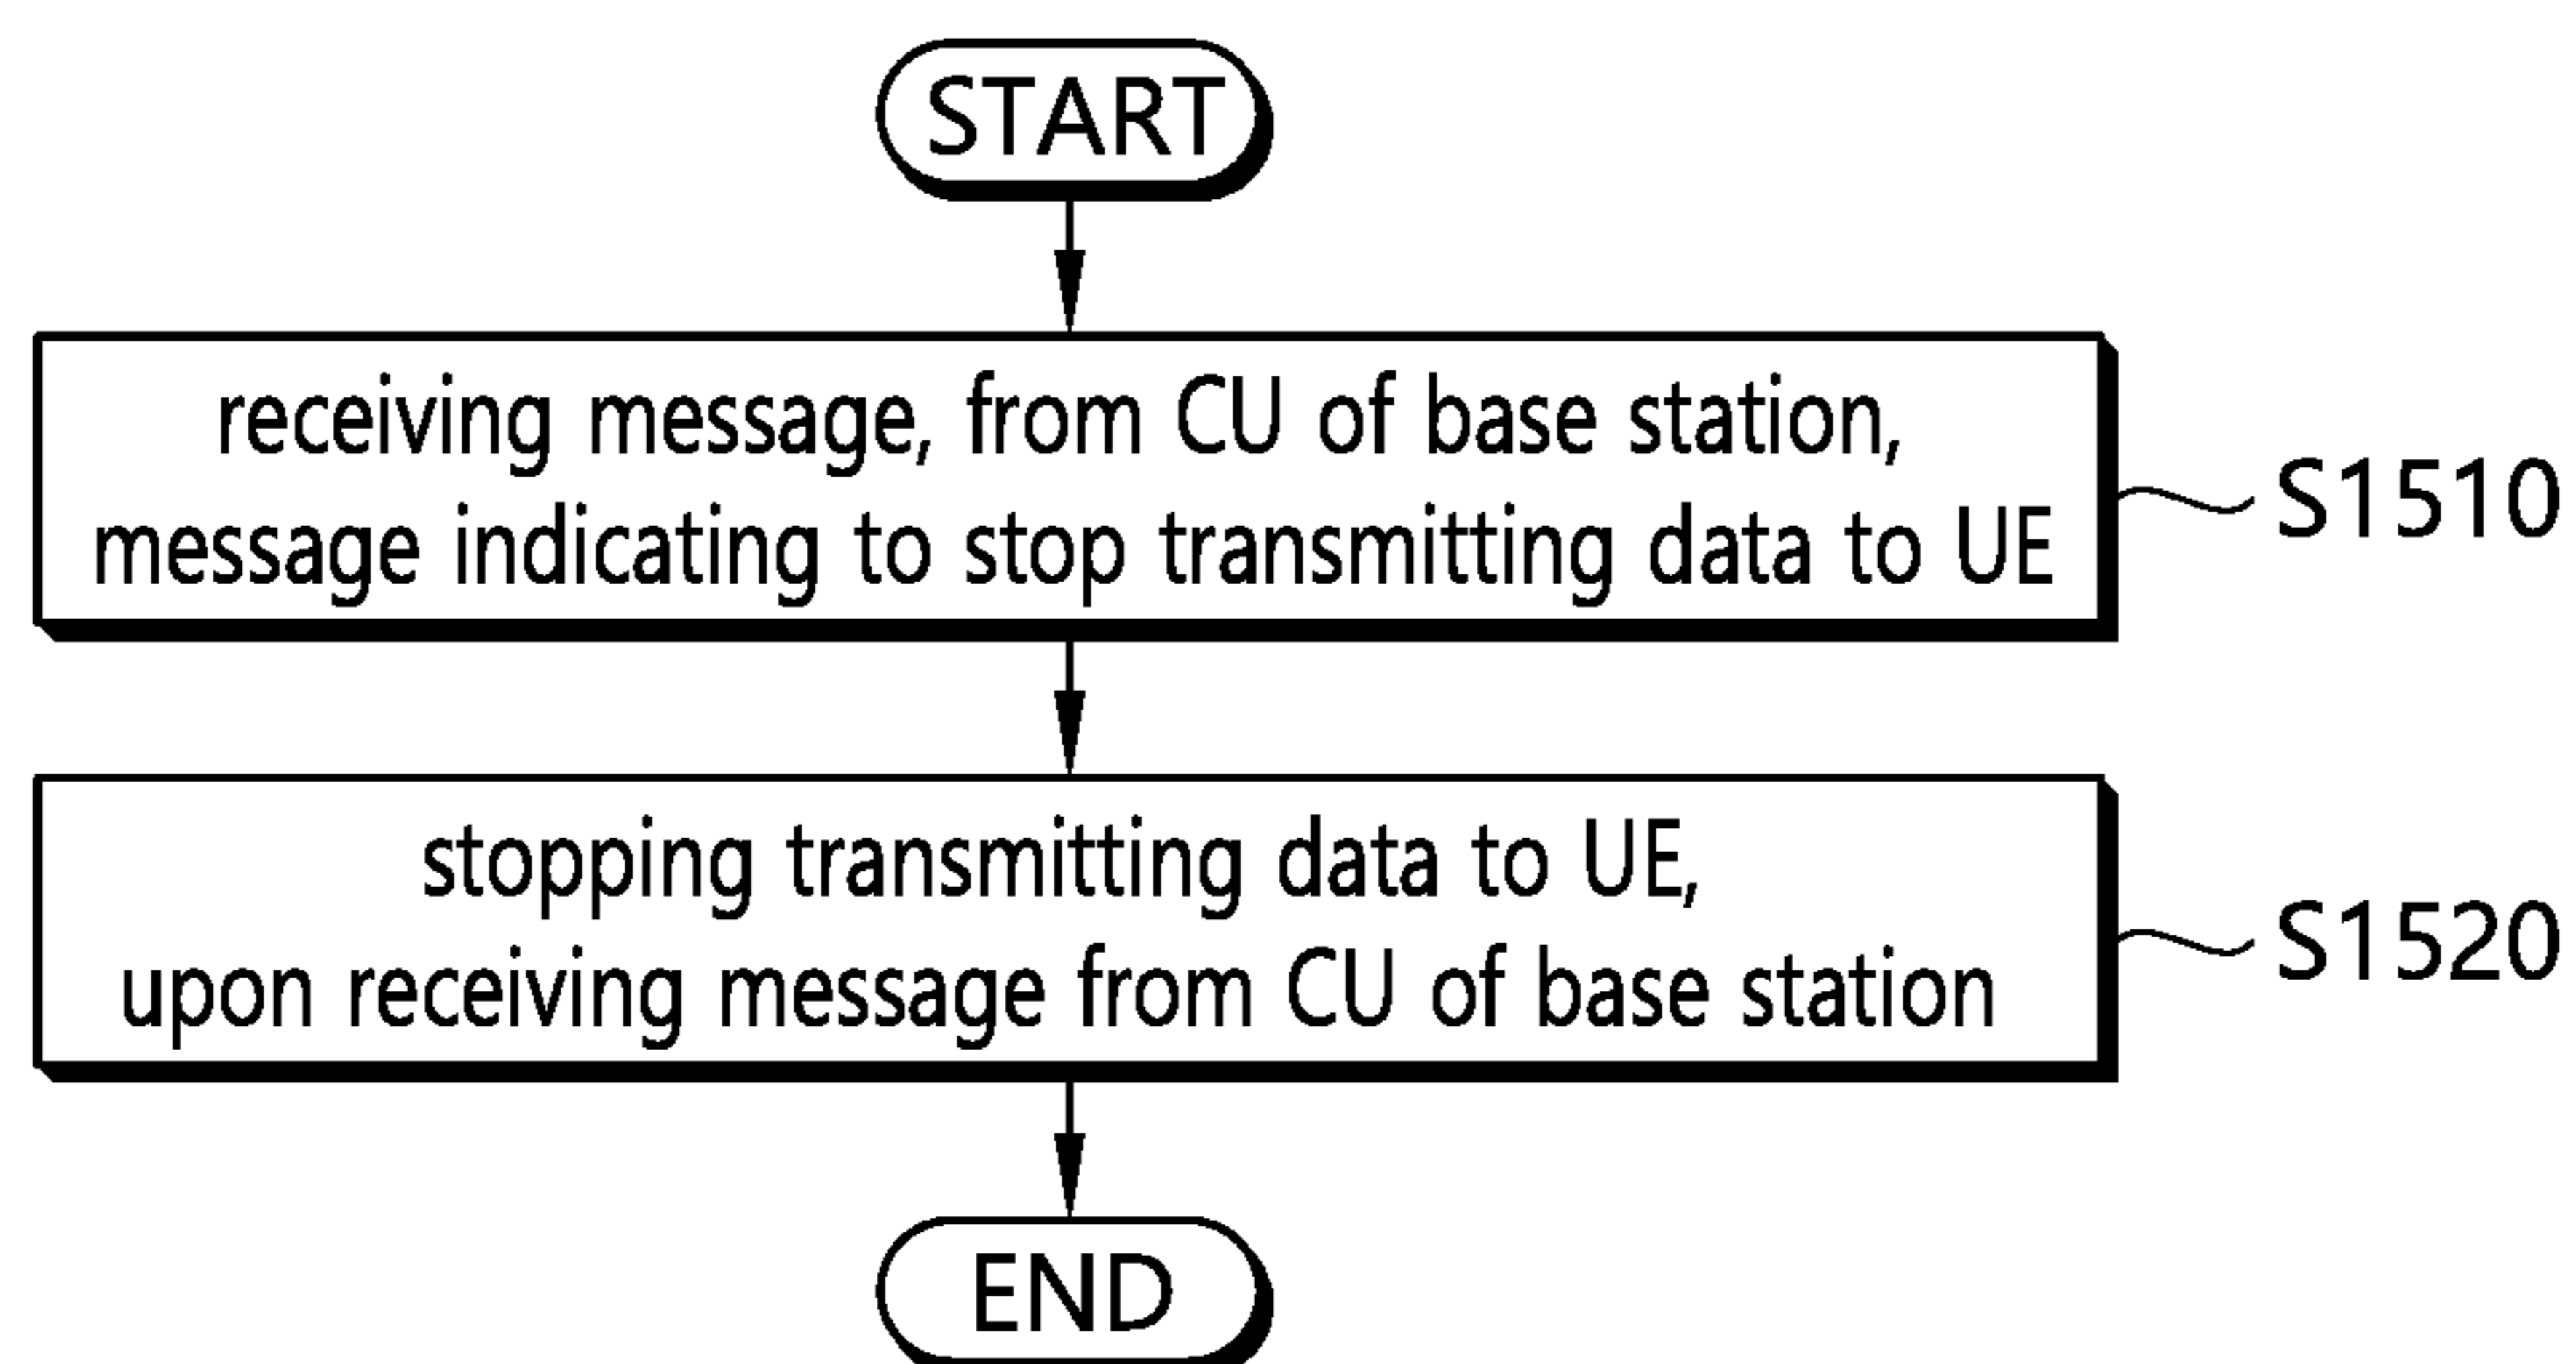 START
receiving message, from CU of base station,
message indicating to stop transmitting data to UE
S1510
stopping transmitting data to UE,
upon receiving message from CU of base station
S1520
END